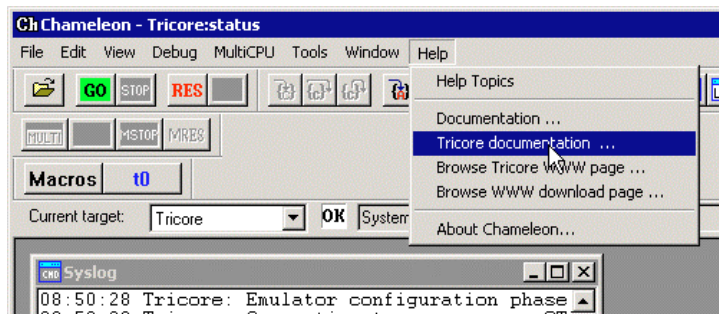 Ch Chameleon - Tricore:status
File Edit View Debug MultiCPU Tools Window Help
Help Topics
GO STOP RES
Documentation ...
MULTI MSTOP MRES
Tricore documentation ...
Browse Tricore WWW page ...
Macros t0
Browse WWW download page ...
Current target: Tricore OK System
About Chameleon...
CMD Syslog
08:50:28 Tricore: Emulator configuration phase